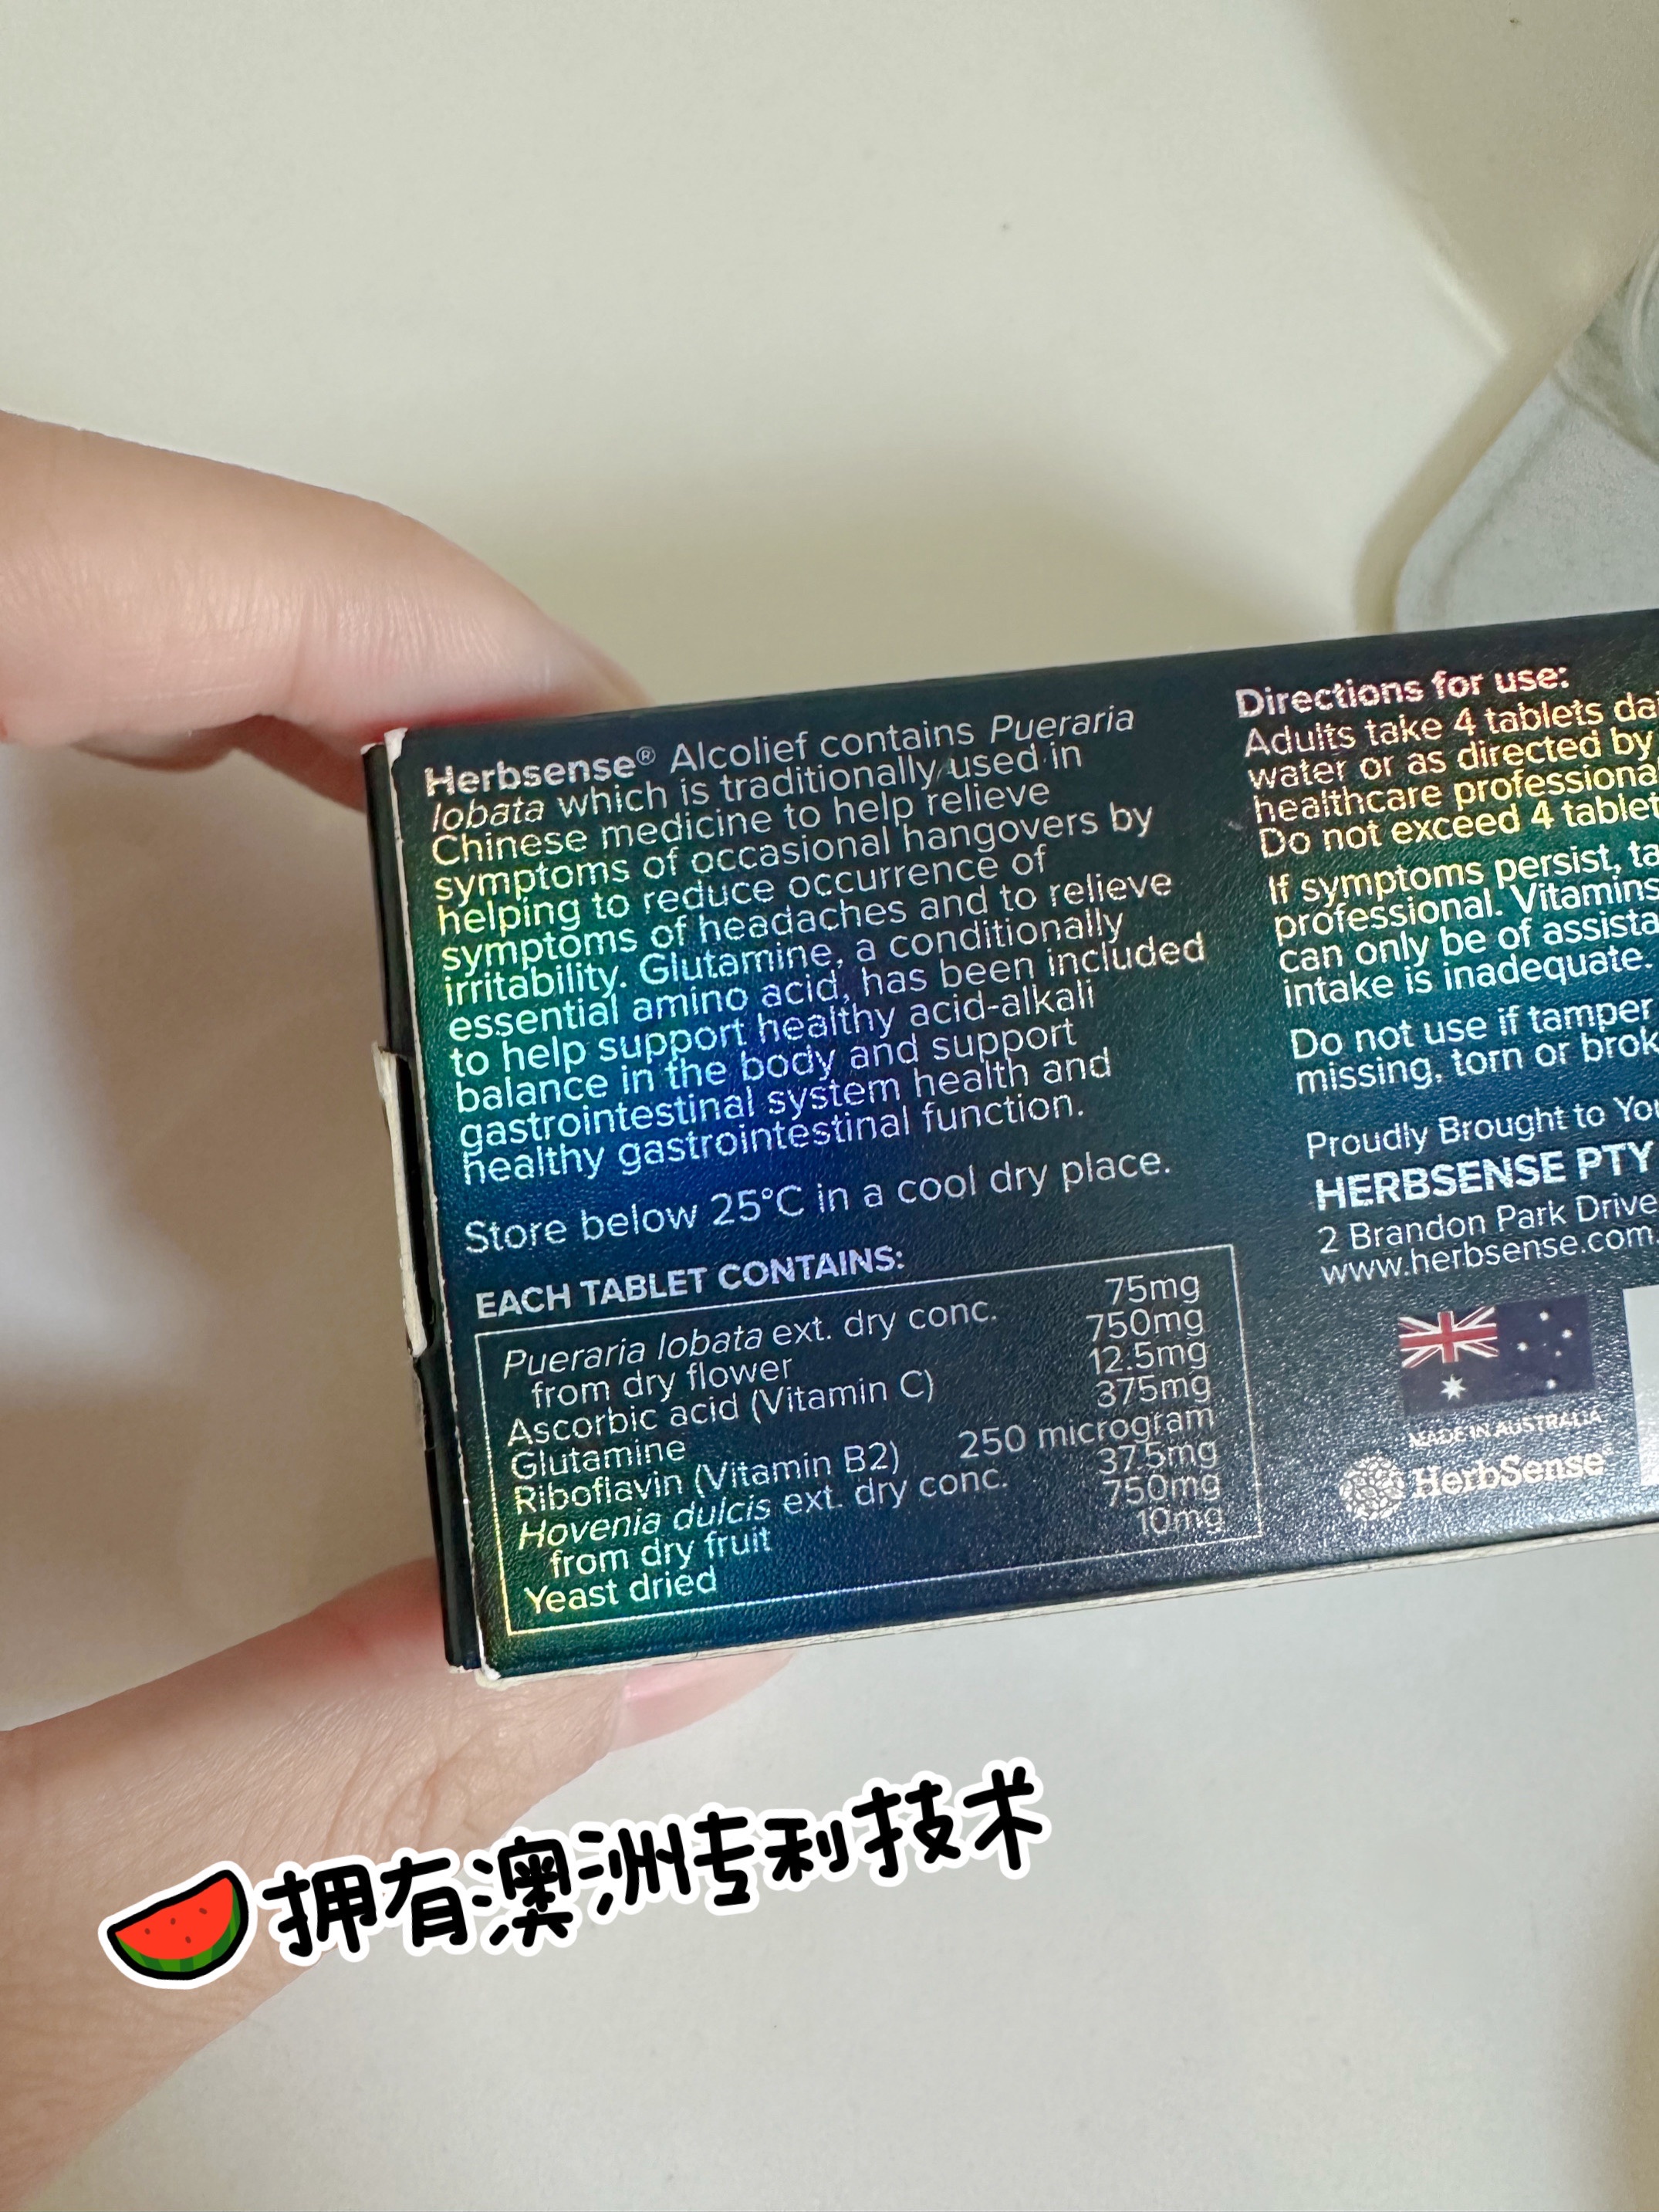 Herbsense® Alcolief contains Pueraria
lobata which is traditionally used in
Chinese medicine to help relieve
symptoms of occasional hangovers by
helping to reduce occurrence of
symptoms of headaches and to relieve
irritability. Glutamine, a conditionally
essential amino acid, has been included
to help support healthy acid-alkali
balance in the body and support
gastrointestinal system health and
healthy gastrointestinal function.
Store below 25°C in a cool dry place.
EACH TABLET CONTAINS:
Pueraria lobata ext. dry conc. 75mg
from dry flower 750mg
Ascorbic acid (Vitamin C) 12.5mg
Glutamine 375mg
Riboflavin (Vitamin B2) 250 microgram
Hovenia dulcis ext. dry conc. 37.5mg
from dry fruit 750mg
Yeast dried 10mg
Directions for use:
Adults take 4 tablets
water or as directed by
healthcare professional
Do not exceed 4 tablet
If symptoms persist,
professional. Vitamins
can only be of
intake is inadequate.
Do not use if tamper
missing, torn or
Proudly Brought to
HERBSENSE PTY
2 Brandon Park Drive
www.herbsense.com.
MADE IN AUSTRALIA
HerbSense
拥有澳洲专利技术